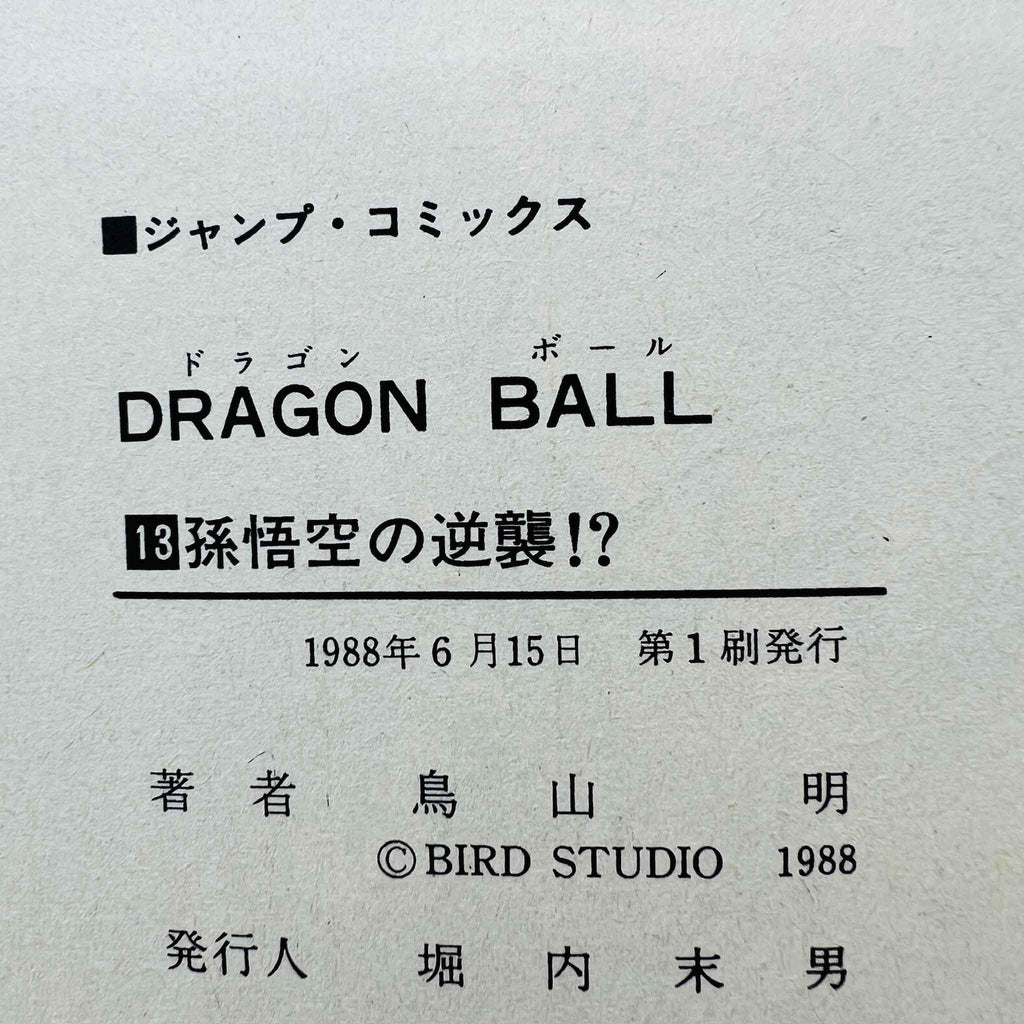 ■ジャンプ・コミックス
ドラゴン ボール
DRAGON BALL
13孫悟空の逆襲!?
1988年6月15日 第1刷発行
著者 鳥山 明
©BIRD STUDIO 1988
発行人 堀内末男